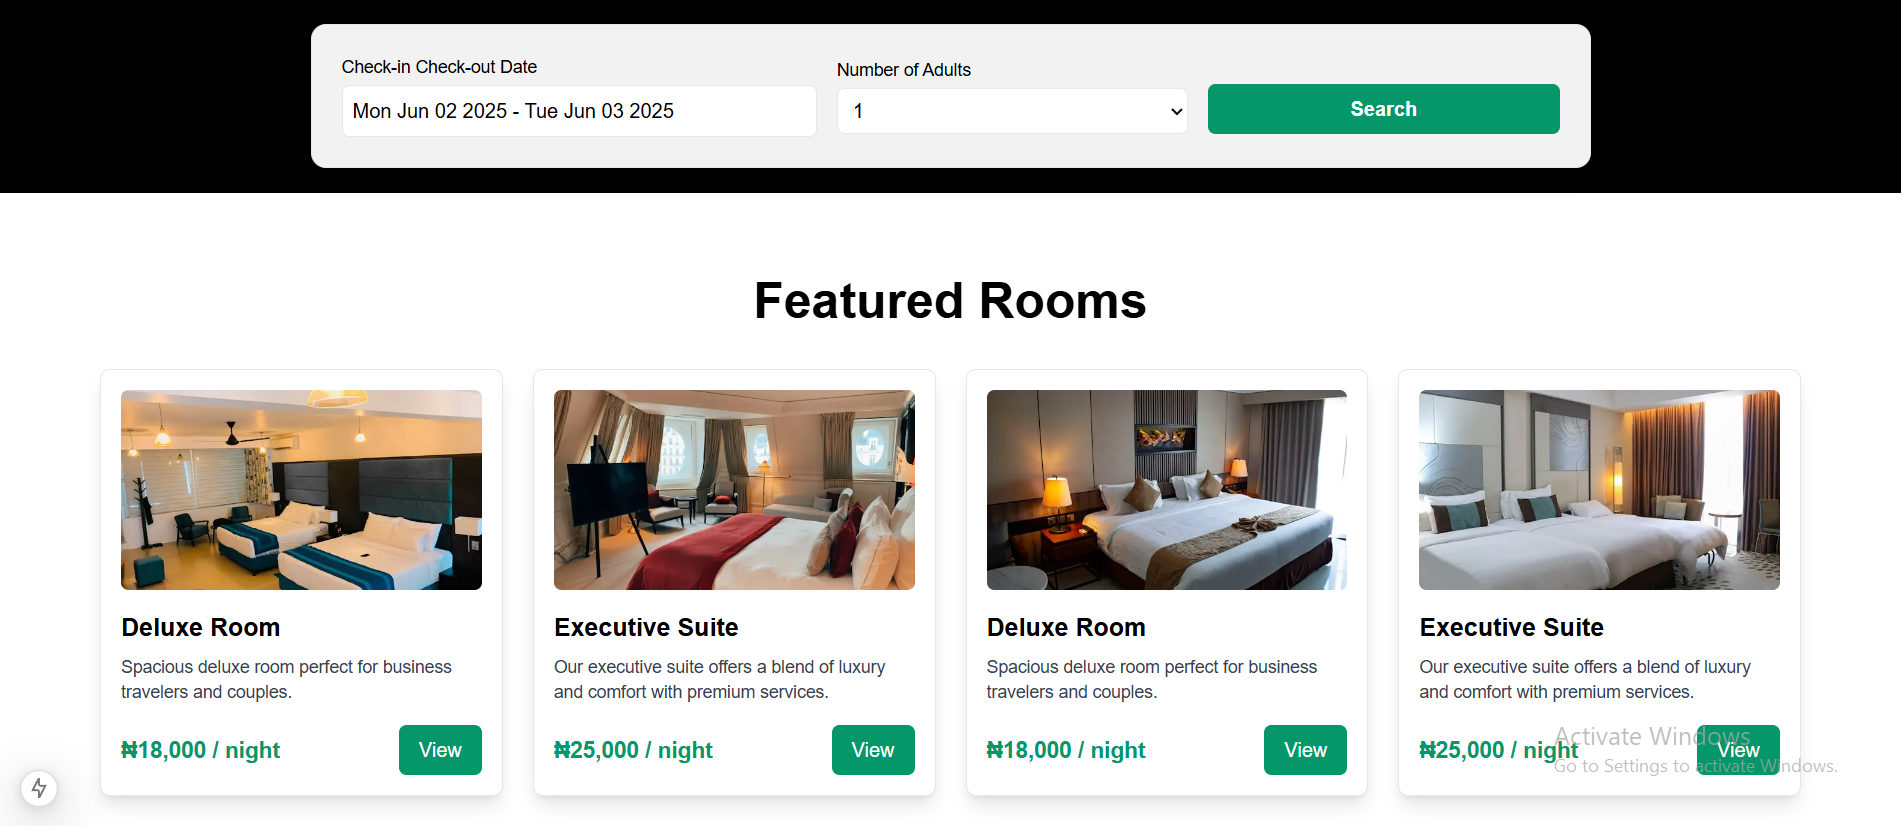 Check-in Check-out Date
Mon Jun 02 2025 - Tue Jun 03 2025
Number of Adults
1
Search
Featured Rooms
Deluxe Room
Spacious deluxe room perfect for business
travelers and couples.
₦18,000 / night
View
Executive Suite
Our executive suite offers a blend of luxury
and comfort with premium services.
₦25,000 / night
View
Deluxe Room
Spacious deluxe room perfect for business
travelers and couples.
₦18,000 / night
View
Executive Suite
Our executive suite offers a blend of luxury
and comfort with premium services.
₦25,000 / night
View
Activate Windows
Go to Settings to activate Windows.